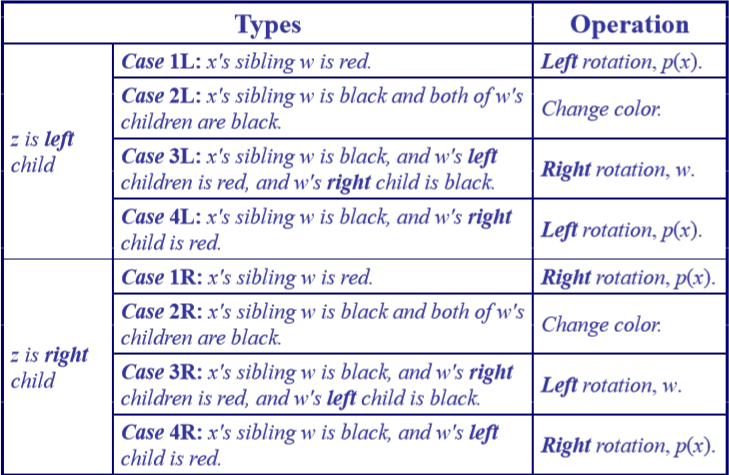 Types Operation
z is left
child
Case 1L: x's sibling w is red. Left rotation, p(x).
Case 2L: x's sibling w is black and both of w's
children are black.
Change color.
Case 3L: x's sibling w is black, and w's left
children is red, and w's right child is black.
Right rotation, w.
Case 4L: x's sibling w is black, and w's right
child is red.
Left rotation, p(x).
z is right
child
Case 1R: x's sibling w is red. Right rotation, p(x).
Case 2R: x's sibling w is black and both of w's
children are black.
Change color.
Case 3R: x's sibling w is black, and w's right
children is red, and w's left child is black.
Left rotation, w.
Case 4R: x's sibling w is black, and w's left
child is red.
Right rotation, p(x).